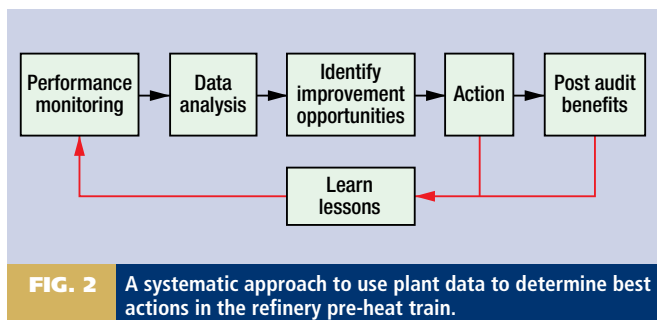 Performance
monitoring
Data
analysis
Identify
improvement
opportunities
Action
Post audit
benefits
Learn
lessons
FIG. 2
A systematic approach to use plant data to determine best
actions in the refinery pre-heat train.